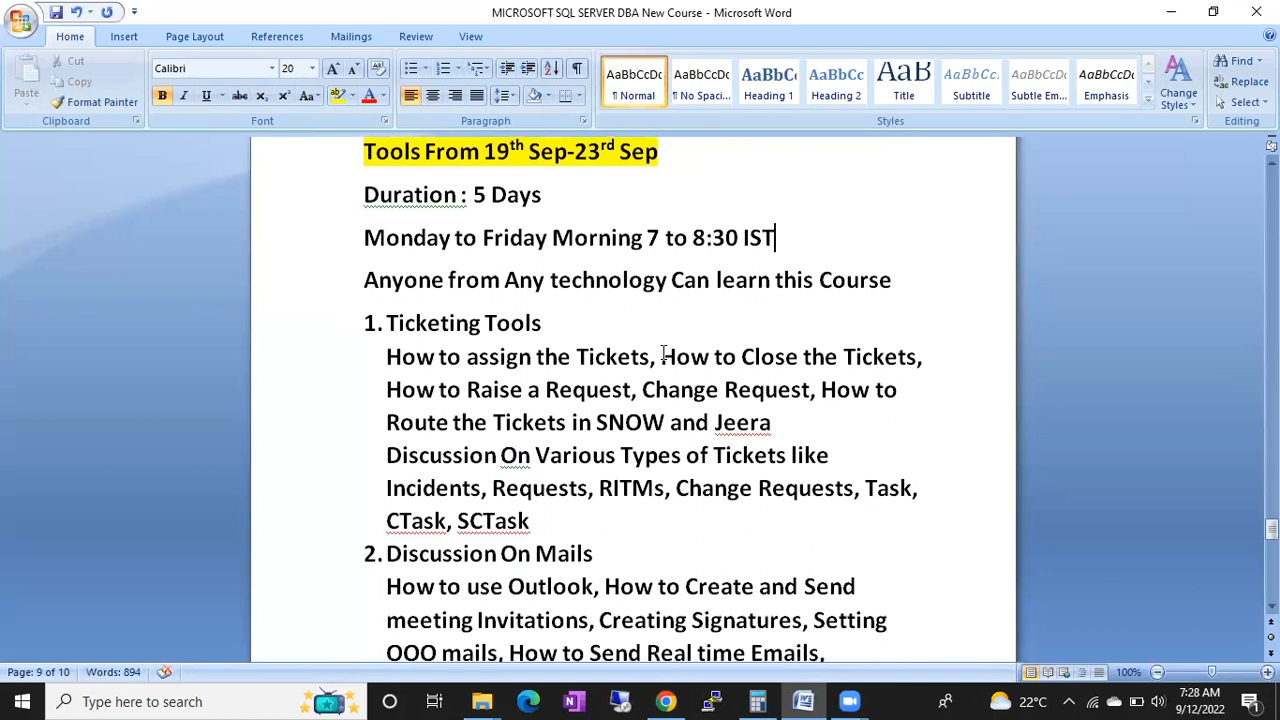 MICROSOFT SQL SERVER DBA New Course - Microsoft Word
Home Insert Page Layout References Mailings Review View
Cut
Copy
Paste
Format Painter
Clipboard
Calibri 20
Font
Paragraph
AaBbCcDc AaBbCcDc AaBbCc AaBbCc AaB AaBbCc. AaBbCcDc AaBbCcDc
¶ Normal ¶ No Spaci... Heading 1 Heading 2 Title Subtitle Subtle Em... Emphasis
Change Styles
Styles
Find
Replace
Select
Editing
Tools From 19th Sep-23rd Sep
Duration : 5 Days
Monday to Friday Morning 7 to 8:30 IST
Anyone from Any technology Can learn this Course
1. Ticketing Tools
How to assign the Tickets, How to Close the Tickets,
How to Raise a Request, Change Request, How to
Route the Tickets in SNOW and Jeera
Discussion On Various Types of Tickets like
Incidents, Requests, RITMs, Change Requests, Task,
CTask, SCTask
2. Discussion On Mails
How to use Outlook, How to Create and Send
meeting Invitations, Creating Signatures, Setting
OOO mails, How to Send Real time Emails,
Page: 9 of 10 Words: 894 100%
Type here to search
22°C
7:28 AM
9/12/2022